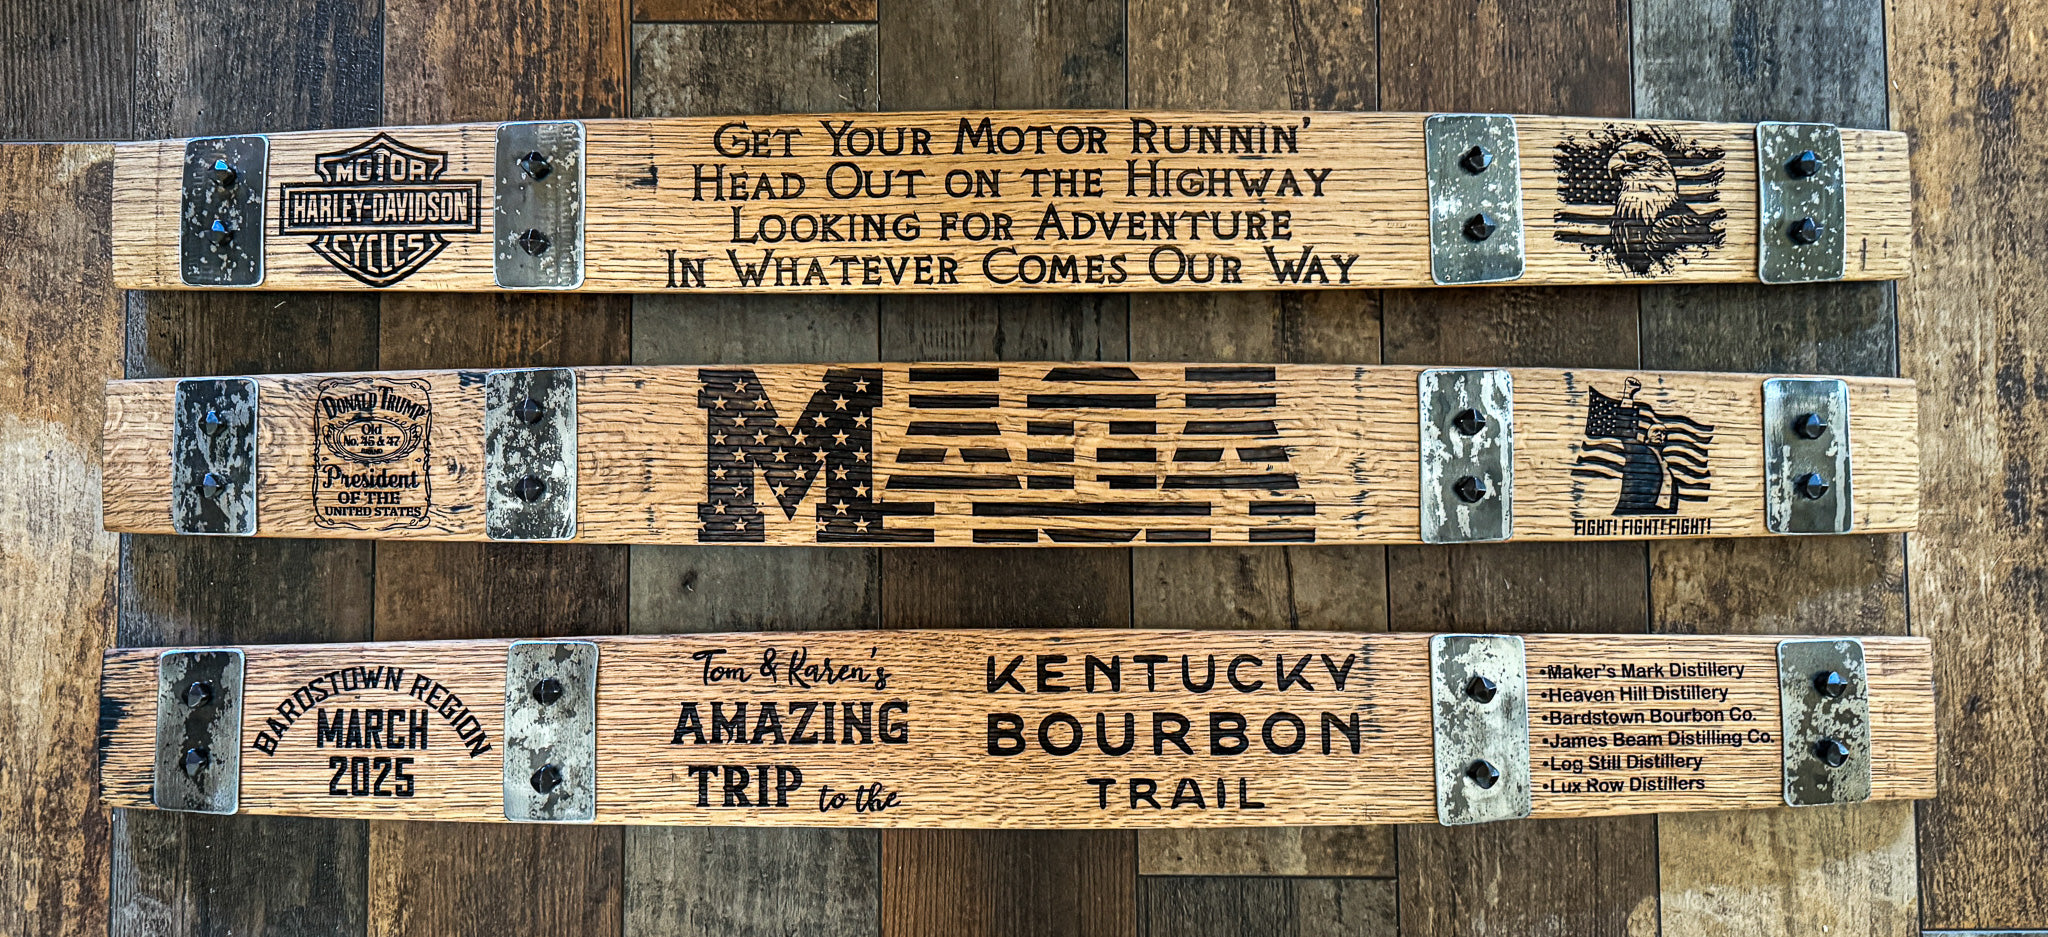 MOTOR
HARLEY-DAVIDSON
CYCLES
GET YOUR MOTOR RUNNIN'
HEAD OUT ON THE HIGHWAY
LOOKING FOR ADVENTURE
IN WHATEVER COMES OUR WAY
DONALD TRUMP
Old
No. 45 & 47
President
OF THE
UNITED STATES
MAGA
FIGHT! FIGHT! FIGHT!
BARDSTOWN REGION
MARCH
2025
Tom & Karen's
AMAZING
TRIP to the
KENTUCKY
BOURBON
TRAIL
•Maker's Mark Distillery
•Heaven Hill Distillery
•Bardstown Bourbon Co.
•James Beam Distilling Co.
•Log Still Distillery
•Lux Row Distillers